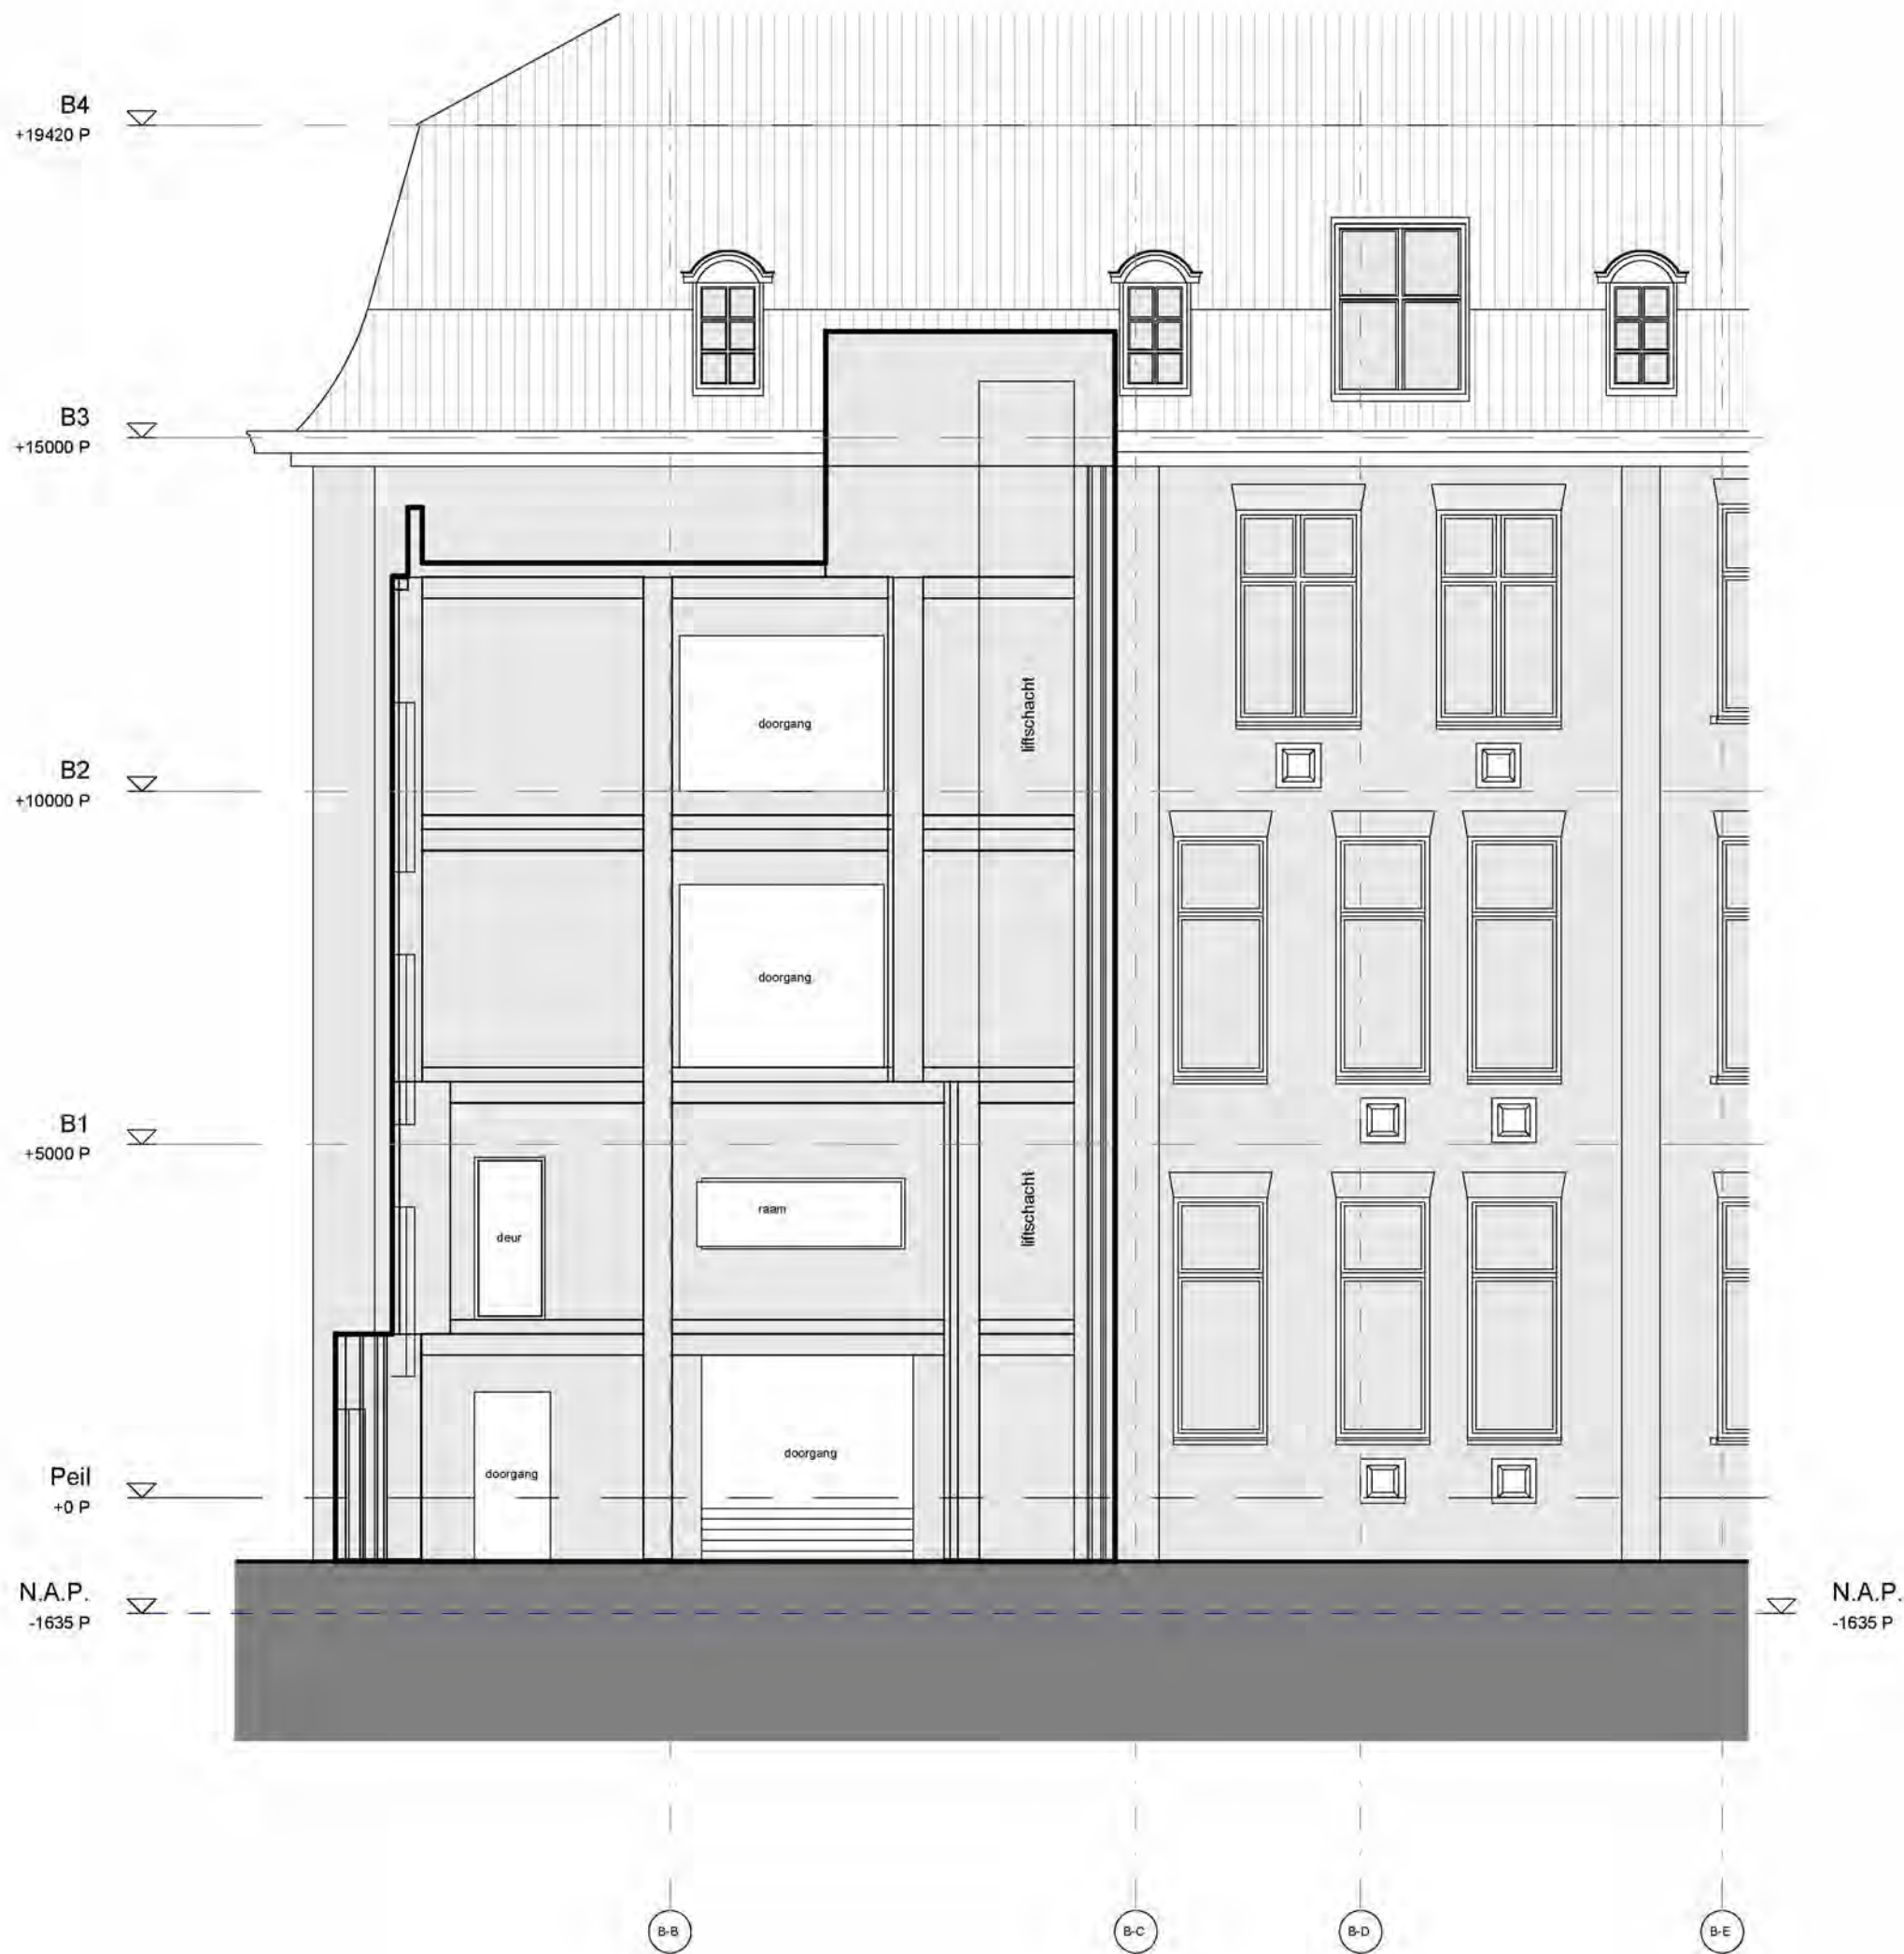 B4
+19420 P
B3
+15000 P
doorgang
liftschacht
B2
+10000 P
doorgang
B1
+5000 P
liftschacht
raam
deur
doorgang
doorgang
Peil
+0 P
N.A.P.
-1635 P
N.A.P.
-1635 P
B-B
B-C
B-D
B-E